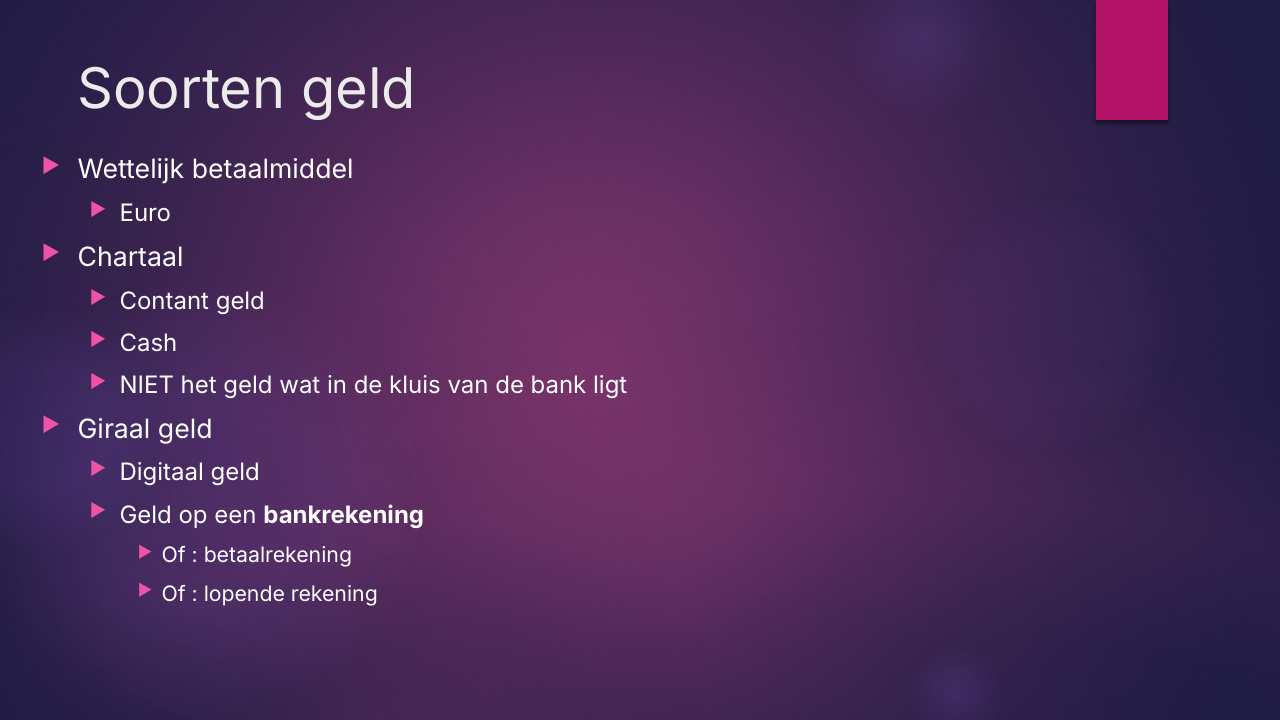 Soorten geld
Wettelijk betaalmiddel
Euro
Chartaal
Contant geld
Cash
NIET het geld wat in de kluis van de bank ligt
Giraal geld
Digitaal geld
Geld op een bankrekening
Of : betaalrekening
Of : lopende rekening